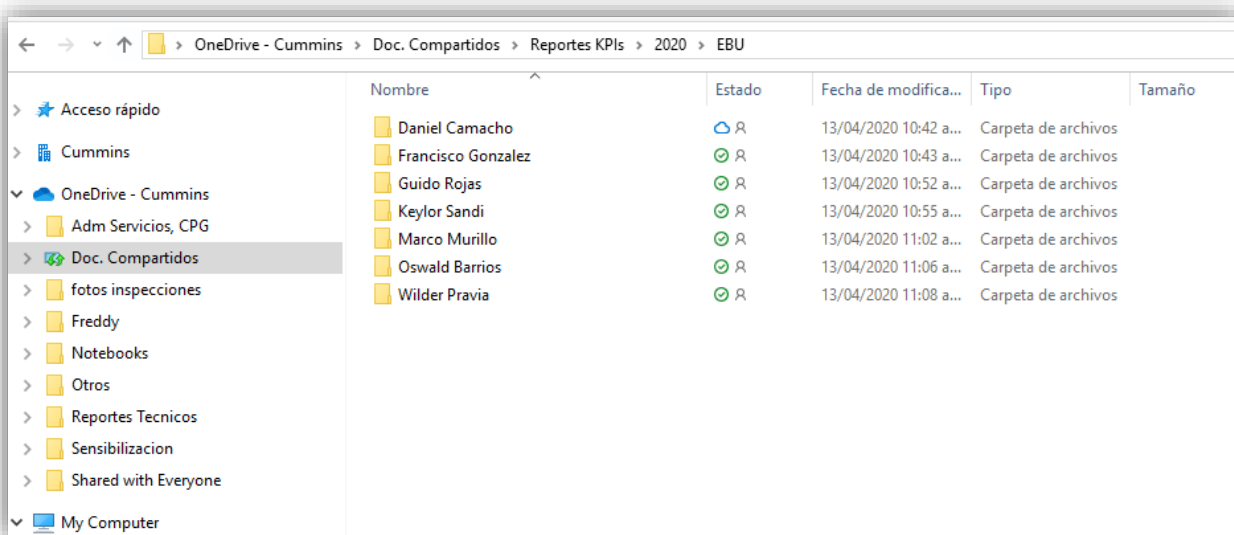 OneDrive - Cummins > Doc. Compartidos > Reportes KPIs > 2020 > EBU
Nombre Estado Fecha de modifica... Tipo Tamaño
Acceso rápido
Cummins
OneDrive - Cummins
Adm Servicios, CPG
Doc. Compartidos
fotos inspecciones
Freddy
Notebooks
Otros
Reportes Tecnicos
Sensibilizacion
Shared with Everyone
My Computer
Daniel Camacho 13/04/2020 10:42 a... Carpeta de archivos
Francisco Gonzalez 13/04/2020 10:43 a... Carpeta de archivos
Guido Rojas 13/04/2020 10:52 a... Carpeta de archivos
Keylor Sandi 13/04/2020 10:55 a... Carpeta de archivos
Marco Murillo 13/04/2020 11:02 a... Carpeta de archivos
Oswald Barrios 13/04/2020 11:06 a... Carpeta de archivos
Wilder Pravia 13/04/2020 11:08 a... Carpeta de archivos